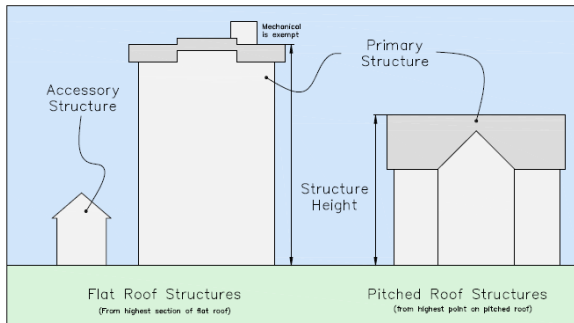 Mechanical
is exempt
Primary
Structure
Accessory
Structure
Structure
Height
Flat Roof Structures
(From highest section of flat roof)
Pitched Roof Structures
(from highest point on pitched roof)